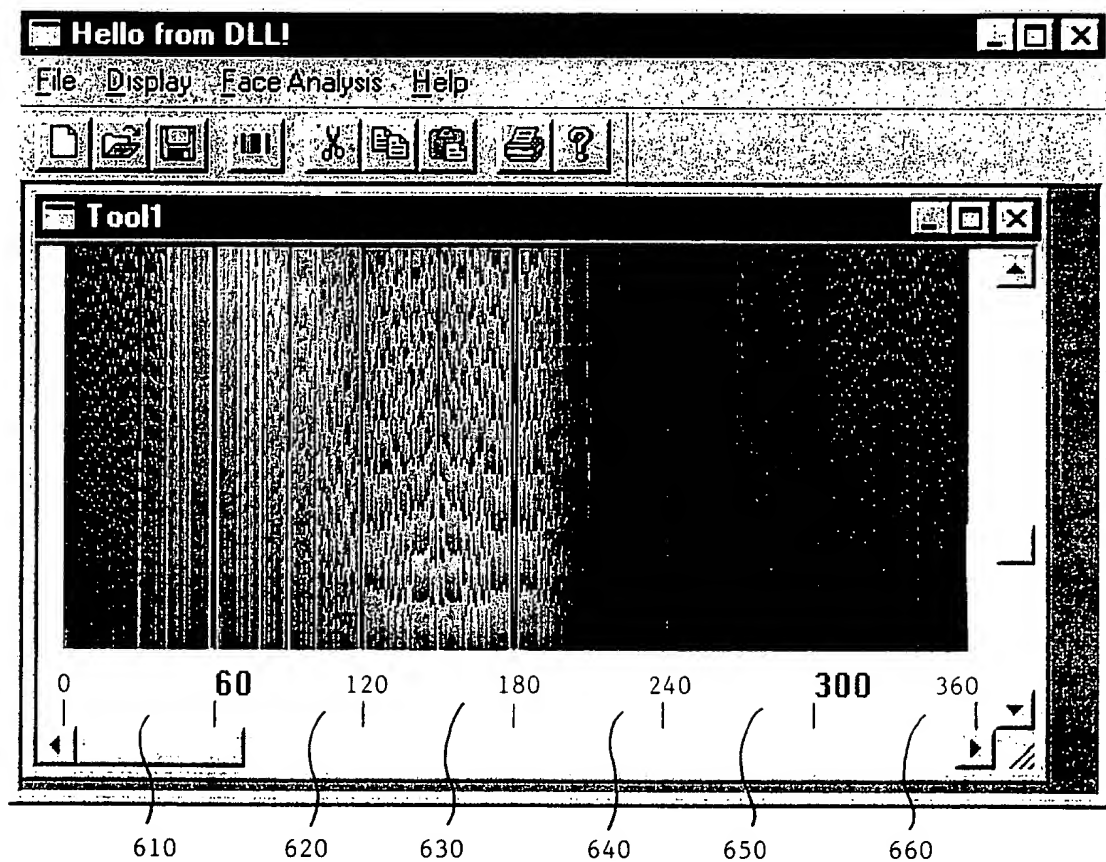 Hello from DLL!
File Display Face Analysis Help
Tool1
0 60 120 180 240 300 360
610 620 630 640 650 660